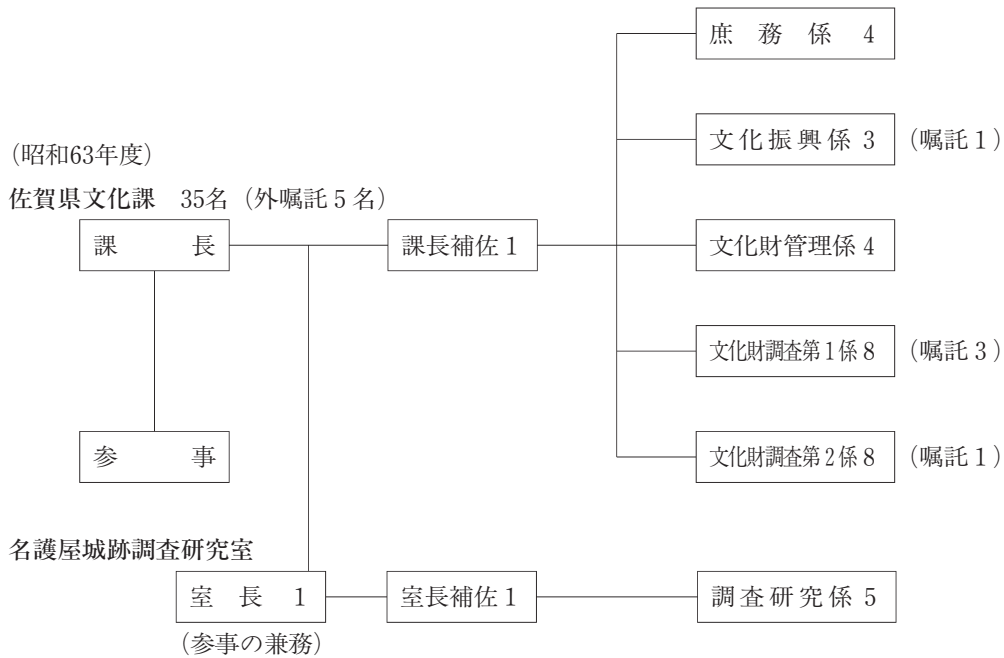 庶務係 4
文化振興係 3 (嘱託 1)
(昭和63年度)
佐賀県文化課 35名 (外嘱託 5 名)
課長
課長補佐 1
文化財管理係 4
文化財調査第1係 8 (嘱託 3)
参事
文化財調査第2係 8 (嘱託 1)
名護屋城跡調査研究室
室長 1
室長補佐 1
調査研究係 5
(参事の兼務)